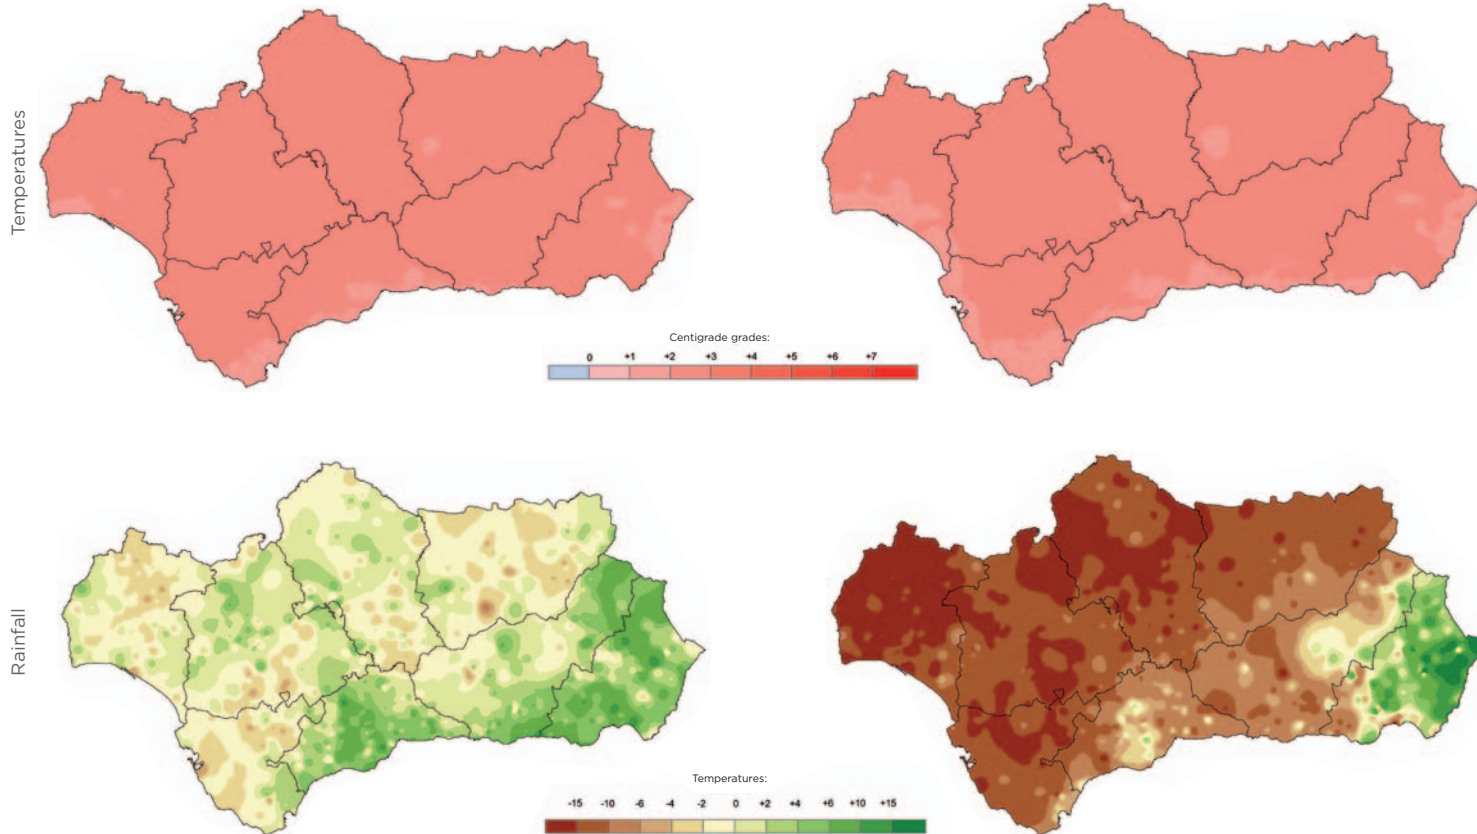 Temperatures
Centigrade grades:
0 +1 +2 +3 +4 +5 +6 +7
Rainfall
Temperatures:
-15 -10 -6 -4 -2 0 +2 +4 +6 +10 +15